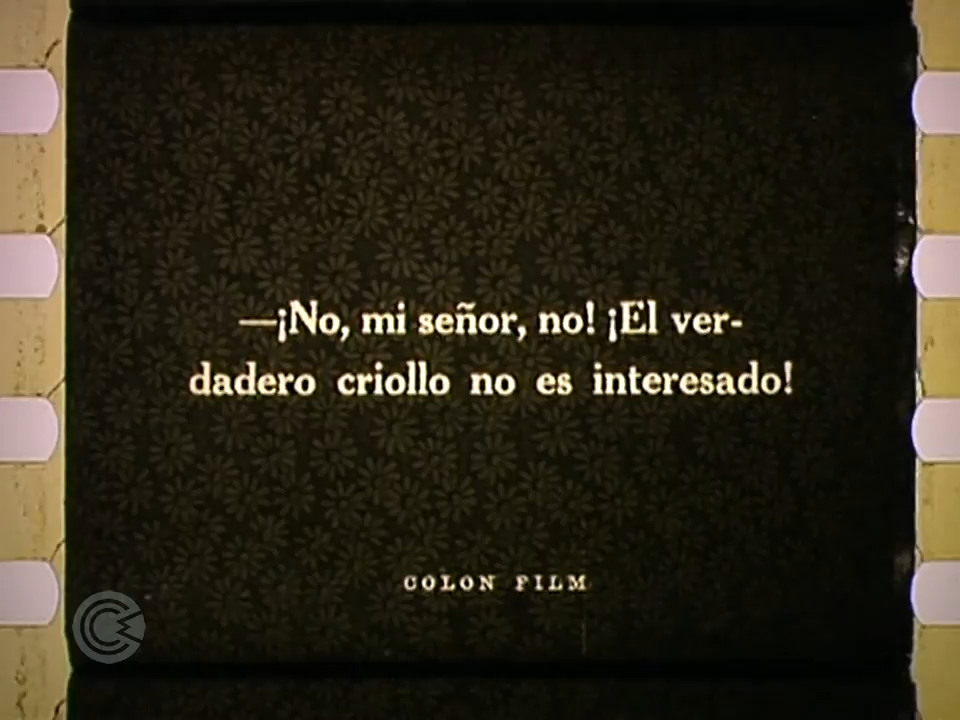 —¡No, mi señor, no! ¡El ver-
dadero criollo no es interesado!
COLON FILM